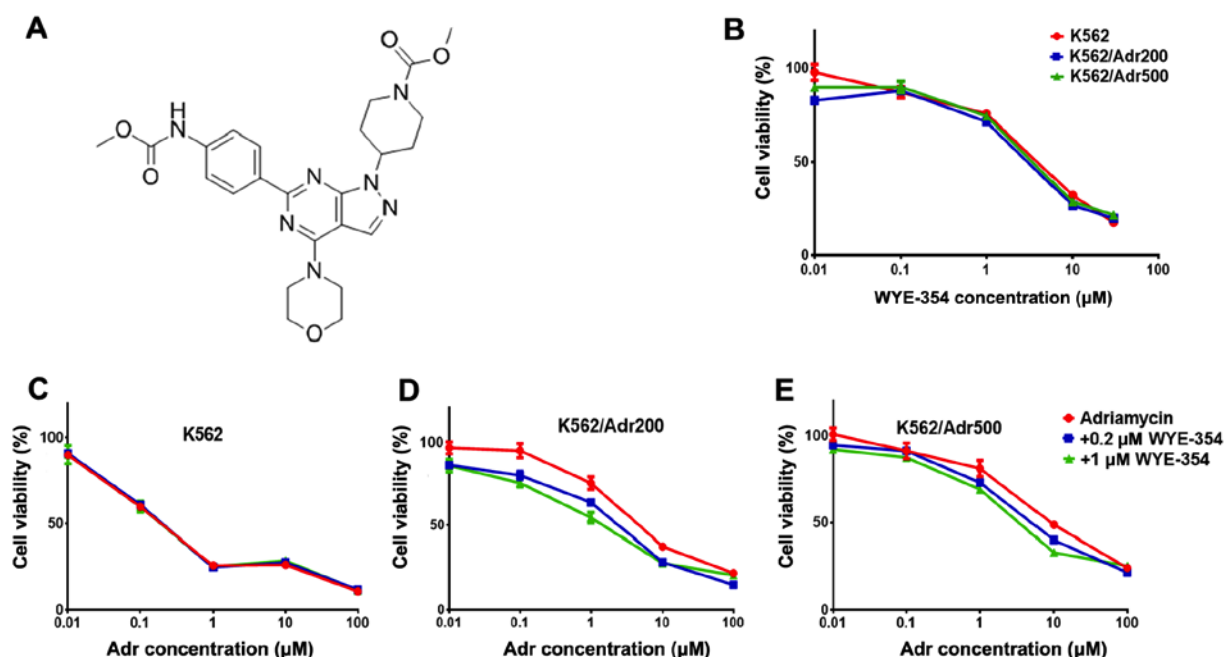 A
O
O
N
H
N
O
O
N
N
N
N
N
N
O
B
K562
K562/Adr200
K562/Adr500
Cell viability (%)
100
50
0
0.01 0.1 1 10 100
WYE-354 concentration (µM)
C
K562
Cell viability (%)
100
50
0
0.01 0.1 1 10 100
Adr concentration (µM)
D
K562/Adr200
Cell viability (%)
100
50
0
0.01 0.1 1 10 100
Adr concentration (µM)
E
K562/Adr500
Adriamycin
+0.2 µM WYE-354
+1 µM WYE-354
Cell viability (%)
100
50
0
0.01 0.1 1 10 100
Adr concentration (µM)